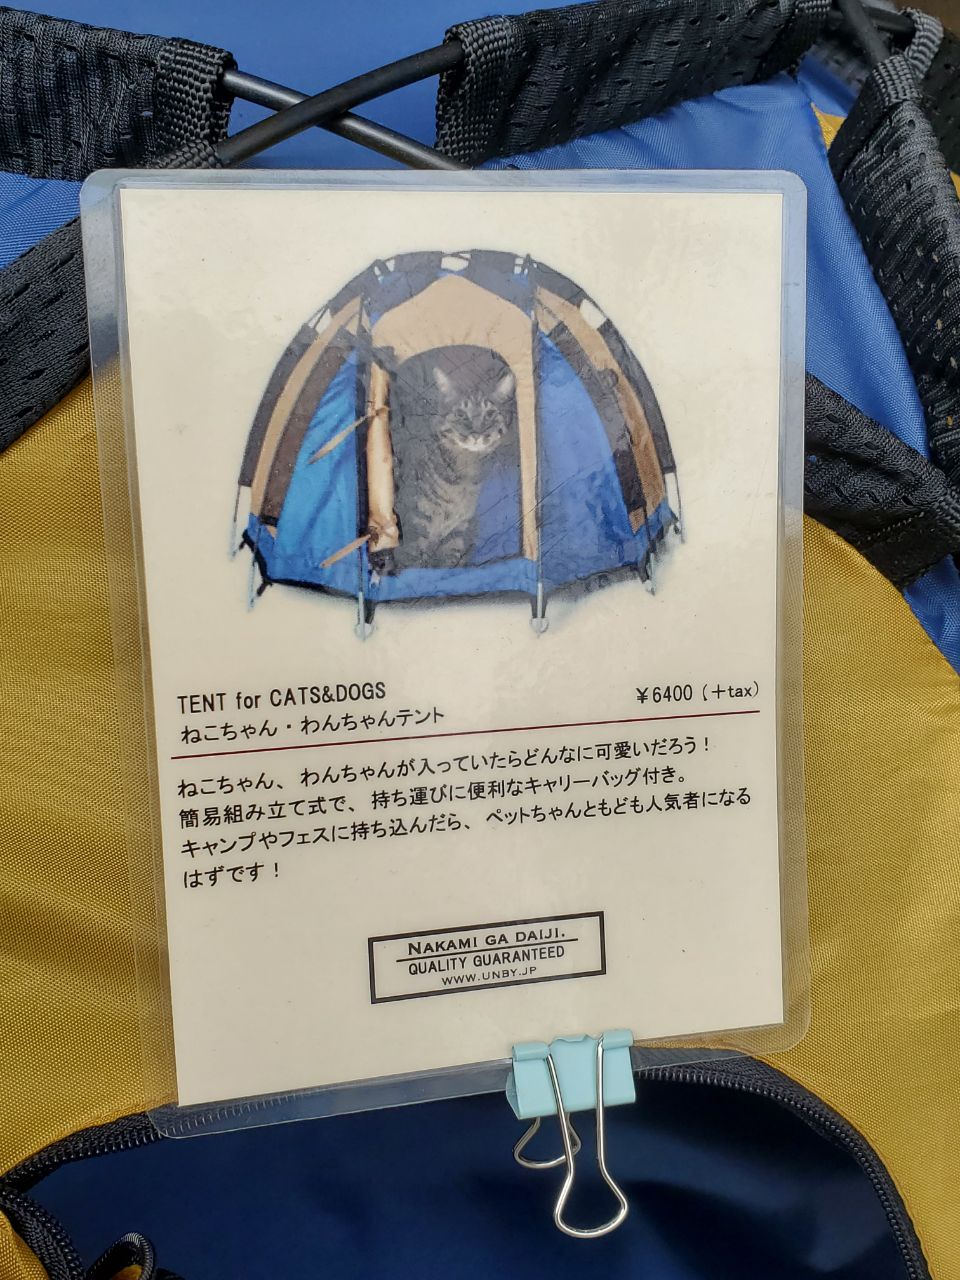 TENT for CATS&DOGS
¥6400 (+tax)
ねこちゃん・わんちゃんテント
ねこちゃん、わんちゃんが入っていたらどんなに可愛いだろう!
簡易組み立て式で、持ち運びに便利なキャリーバッグ付き。
キャンプやフェスに持ち込んだら、ペットちゃんともども人気者になる
はずです!
NAKAMI GA DAIJI.
QUALITY GUARANTEED
WWW.UNBY.JP